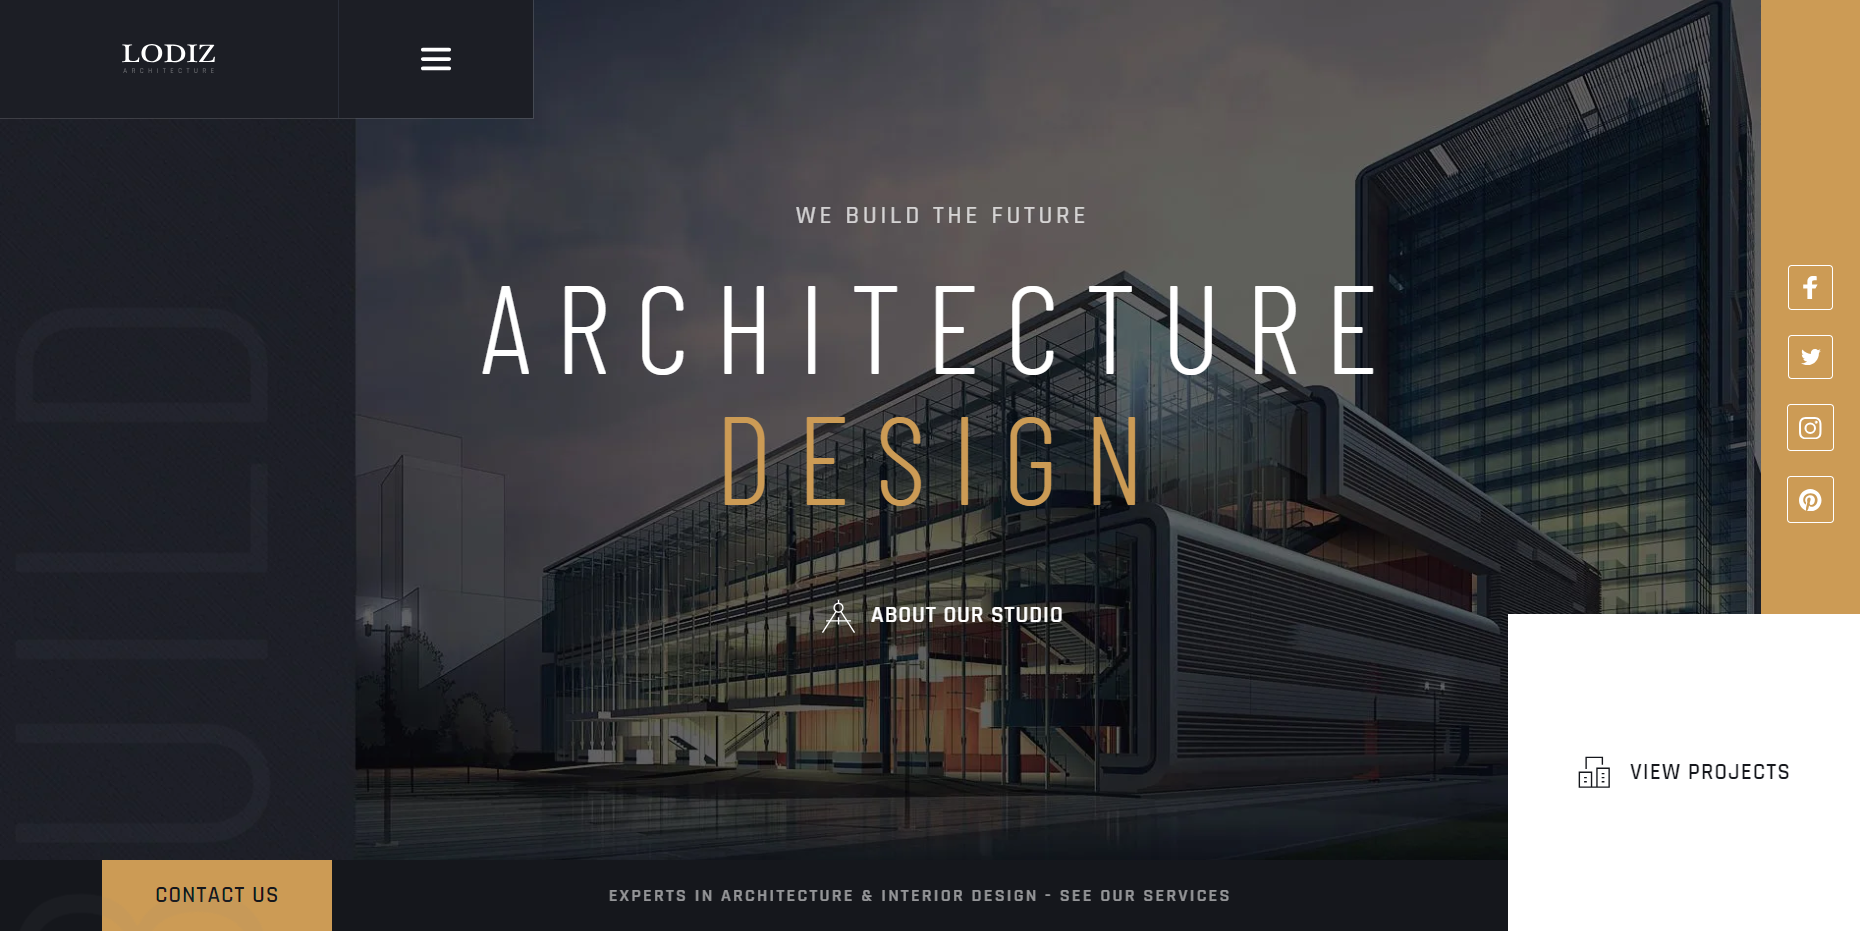 LODIZ
ARCHITECTURE
WE BUILD THE FUTURE
ARCHITECTURE
DESIGN
ABOUT OUR STUDIO
BUILD
VIEW PROJECTS
CONTACT US
EXPERTS IN ARCHITECTURE & INTERIOR DESIGN - SEE OUR SERVICES